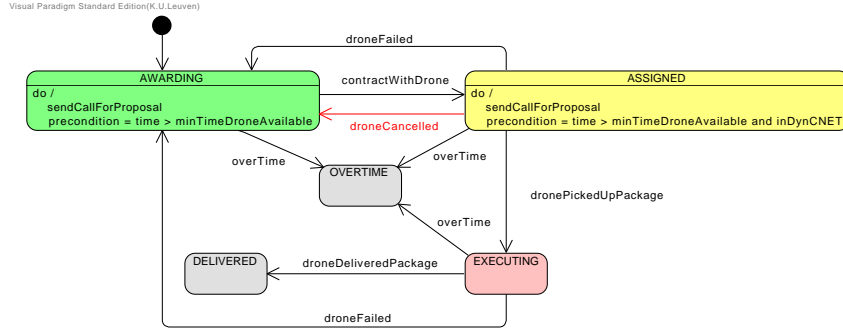 Visual Paradigm Standard Edition(K.U.Leuven)
droneFailed
AWARDING
do /
sendCallForProposal
precondition = time > minTimeDroneAvailable
contractWithDrone
droneCancelled
ASSIGNED
do /
sendCallForProposal
precondition = time > minTimeDroneAvailable and inDynCNET
overTime
OVERTIME
overTime
dronePickedUpPackage
overTime
DELIVERED
droneDeliveredPackage
EXECUTING
droneFailed